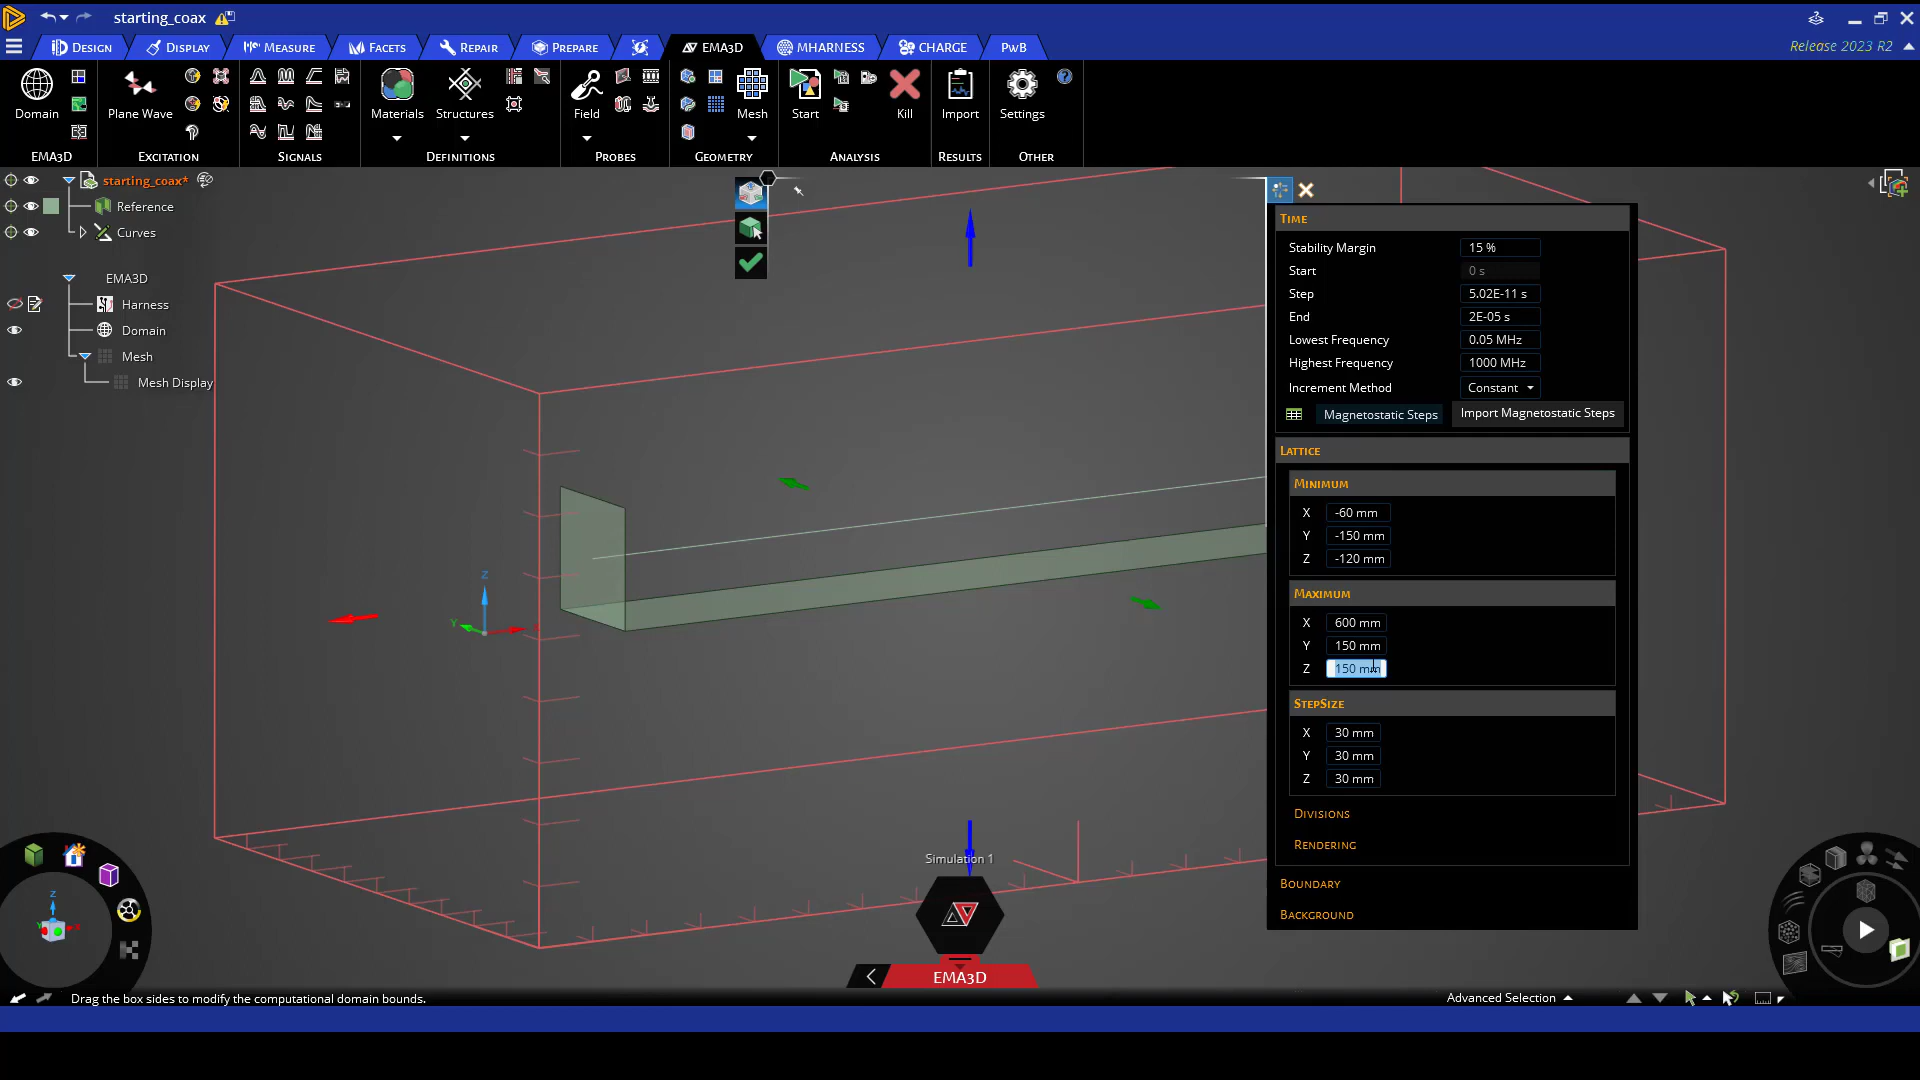 starting_coax
DESIGN
DISPLAY
MEASURE
FACETS
REPAIR
PREPARE
EMA3D
MHARNESS
CHARGE
PWB
Release 2023 R2
Domain
Plane Wave
Materials
Structures
Field
Mesh
Start
Kill
Import
Settings
EMA3D
EXCITATION
SIGNALS
DEFINITIONS
PROBES
GEOMETRY
ANALYSIS
RESULTS
OTHER
starting_coax*
Reference
Curves
EMA3D
Harness
Domain
Mesh
Mesh Display
TIME
Stability Margin 15 %
Start 0 s
Step 5.02E-11 s
End 2E-05 s
Lowest Frequency 0.05 MHz
Highest Frequency 1000 MHz
Increment Method Constant
Magnetostatic Steps Import Magnetostatic Steps
LATTICE
MINIMUM
X -60 mm
Y -150 mm
Z -120 mm
MAXIMUM
X 600 mm
Y 150 mm
Z 150 mm
STEPSIZE
X 30 mm
Y 30 mm
Z 30 mm
DIVISIONS
RENDERING
BOUNDARY
BACKGROUND
Z
Y
Simulation 1
EMA3D
Z
Y
X
Drag the box sides to modify the computational domain bounds.
Advanced Selection